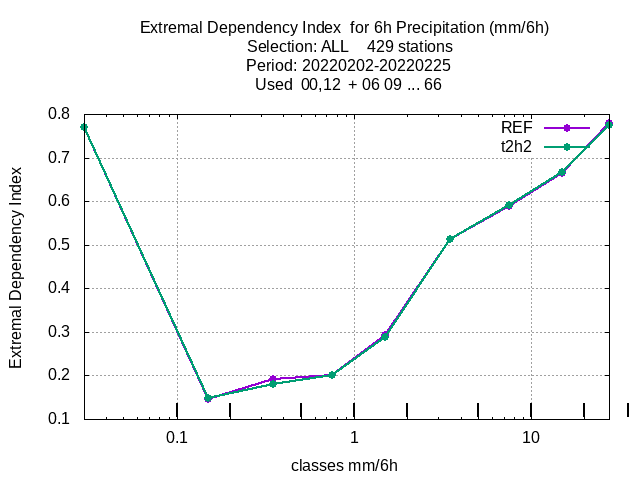 Extremal Dependency Index  for 6h Precipitation (mm/6h)
Selection: ALL    429 stations
Period: 20220202-20220225
Used  00,12  + 06 09 ... 66
REF
t2h2
0.8
0.7
0.6
0.5
0.4
0.3
0.2
0.1
Extremal Dependency Index
0.1
1
10
classes mm/6h